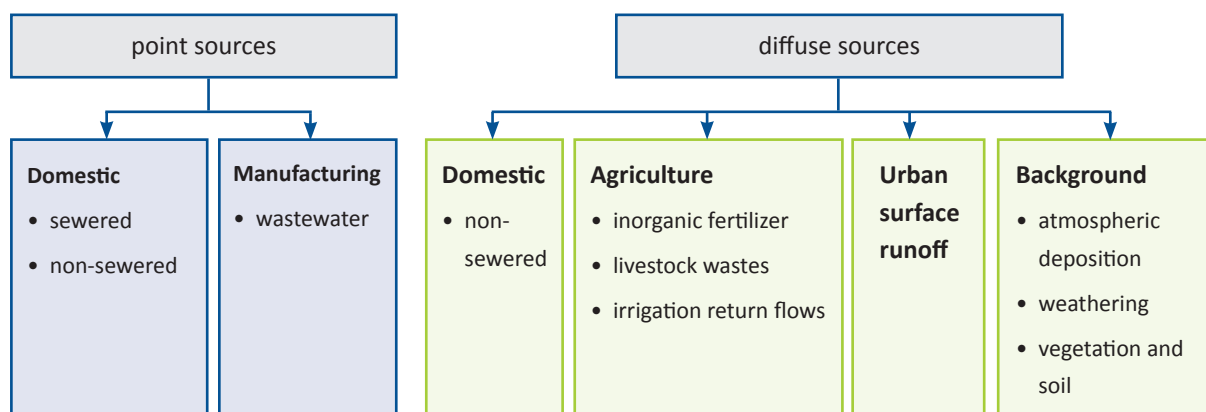 point sources
diffuse sources
Domestic
• sewered
• non-sewered
Manufacturing
• wastewater
Domestic
• non-
sewered
Agriculture
• inorganic fertilizer
• livestock wastes
• irrigation return flows
Urban
surface
runoff
Background
• atmospheric
deposition
• weathering
• vegetation and
soil